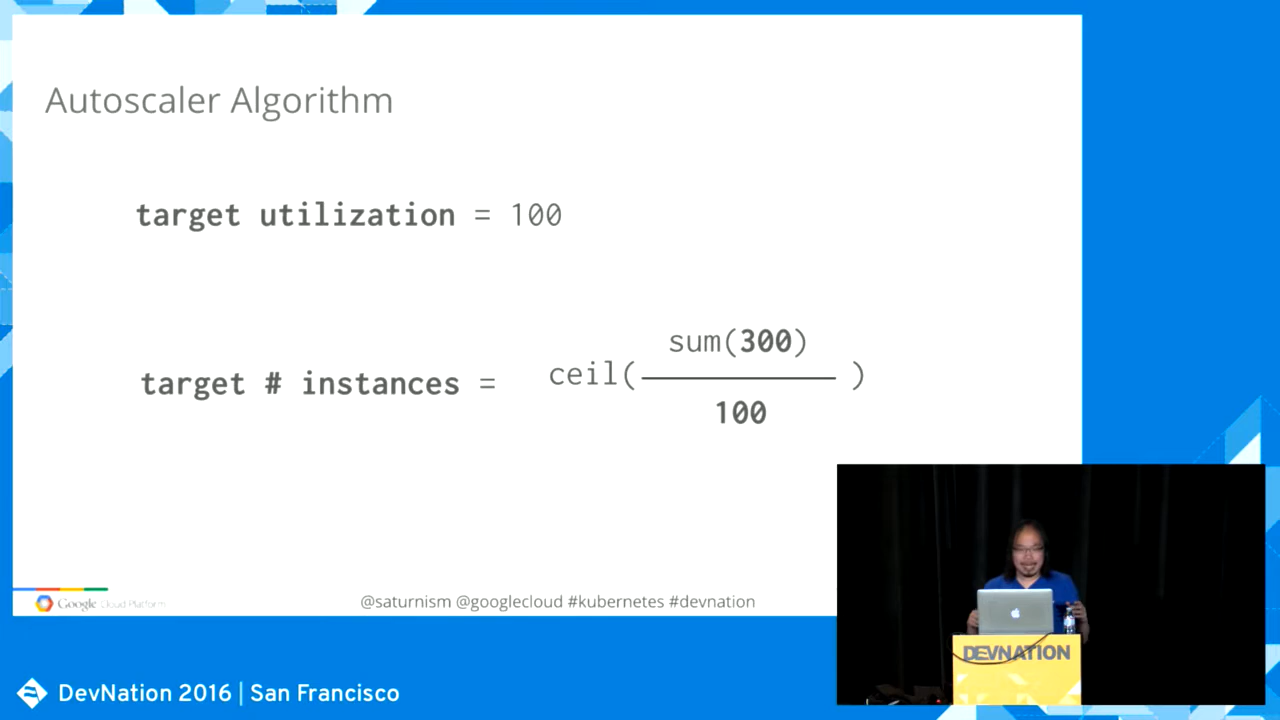 Autoscaler Algorithm
target utilization = 100
target # instances = ceil( sum(300) )
100
Google Cloud Platform
@saturnism @googlecloud #kubernetes #devnation
DEVNATION
DevNation 2016 | San Francisco